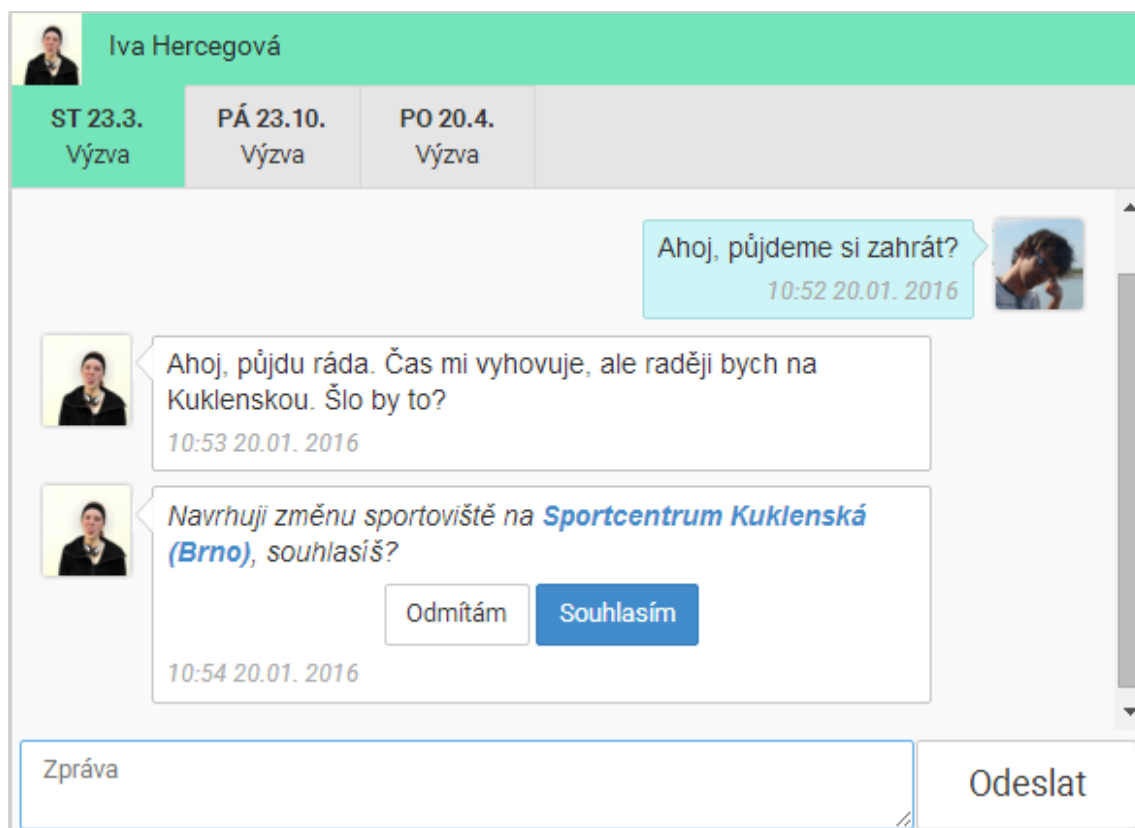 Iva Hercegová
ST 23.3. PÁ 23.10. PO 20.4.
Výzva Výzva Výzva
Ahoj, půjdeme si zahrát?
10:52 20.01. 2016
Ahoj, půjdu ráda. Čas mi vyhovuje, ale raději bych na
Kuklenskou. Šlo by to?
10:53 20.01. 2016
Navrhuji změnu sportoviště na Sportcentrum Kuklenská
(Brno), souhlasíš?
Odmítám Souhlasím
10:54 20.01. 2016
Zpráva
Odeslat